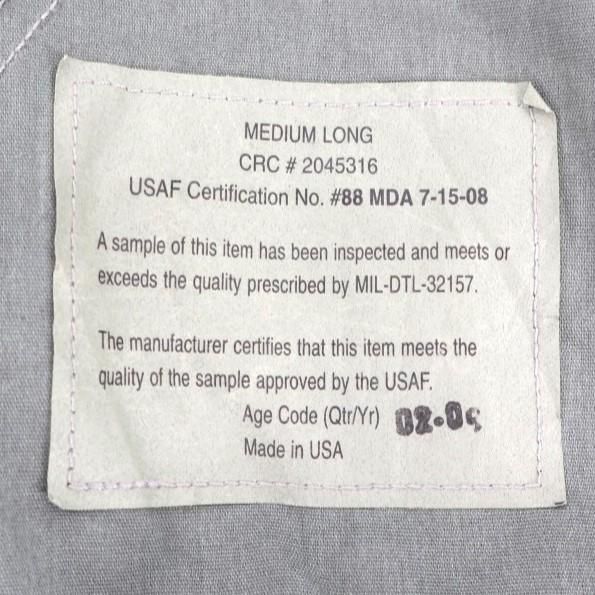 MEDIUM LONG
CRC # 2045316
USAF Certification No. #88 MDA 7-15-08
A sample of this item has been inspected and meets or
exceeds the quality prescribed by MIL-DTL-32157.
The manufacturer certifies that this item meets the
quality of the sample approved by the USAF.
Age Code (Qtr/Yr)
Made in USA